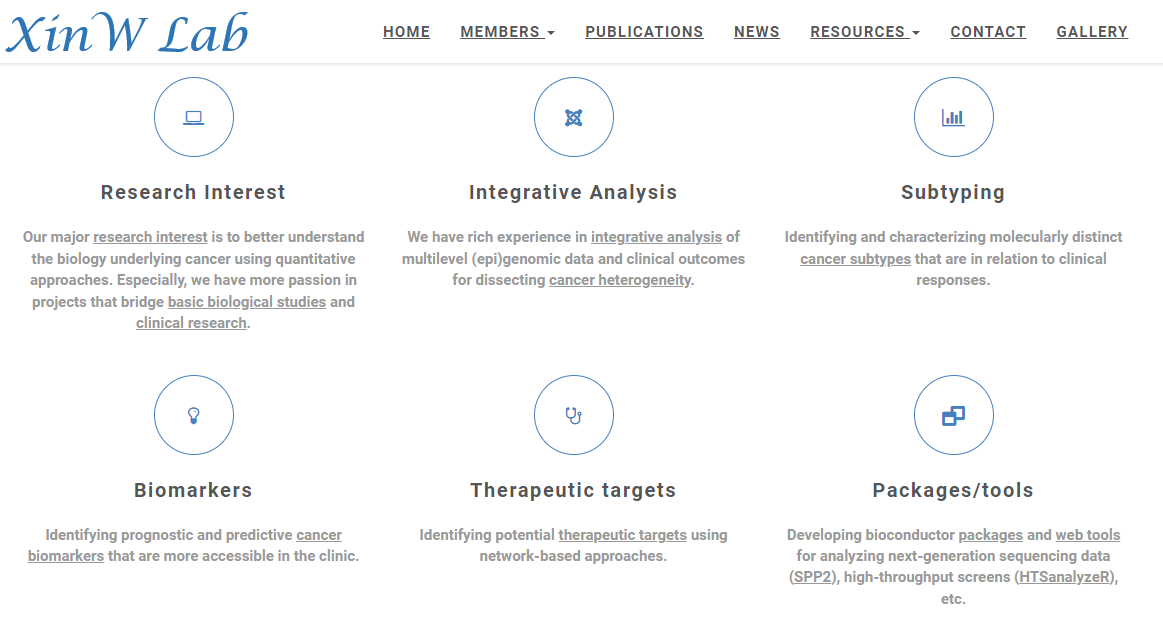 XinW Lab
HOME MEMBERS PUBLICATIONS NEWS RESOURCES CONTACT GALLERY
Research Interest
Our major research interest is to better understand
the biology underlying cancer using quantitative
approaches. Especially, we have more passion in
projects that bridge basic biological studies and
clinical research.
Integrative Analysis
We have rich experience in integrative analysis of
multilevel (epi)genomic data and clinical outcomes
for dissecting cancer heterogeneity.
Subtyping
Identifying and characterizing molecularly distinct
cancer subtypes that are in relation to clinical
responses.
Biomarkers
Identifying prognostic and predictive cancer
biomarkers that are more accessible in the clinic.
Therapeutic targets
Identifying potential therapeutic targets using
network-based approaches.
Packages/tools
Developing bioconductor packages and web tools
for analyzing next-generation sequencing data
(SPP2), high-throughput screens (HTSanalyzeR),
etc.